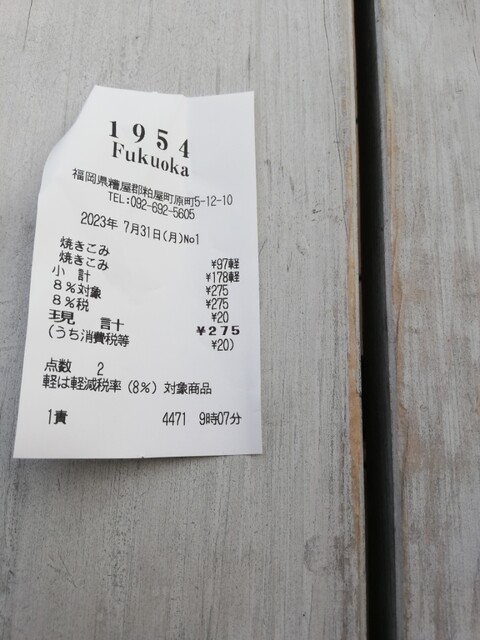 1954
Fukuoka
福岡県糟屋郡粕屋町原町5-12-10
TEL:092-692-5605
2023年 7月31日(月)No1
焼きこみ ¥97軽
焼きこみ ¥178軽
小 計 ¥275
8%対象 ¥275
8%税 ¥20
現 計 ¥275
(うち消費税等 ¥20)
点数 2
軽は軽減税率(8%)対象商品
1責 4471 9時07分